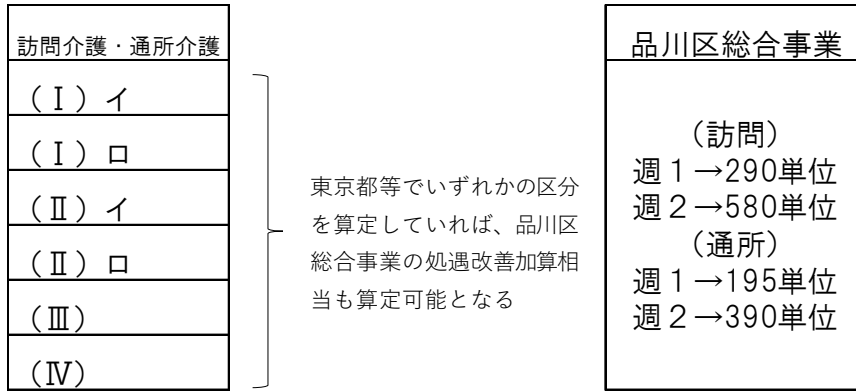 訪問介護・通所介護
（Ⅰ）イ
（Ⅰ）ロ
（Ⅱ）イ
（Ⅱ）ロ
（Ⅲ）
（Ⅳ）
東京都等でいずれかの区分
を算定していれば、品川区
総合事業の処遇改善加算相
当も算定可能となる
品川区総合事業
（訪問）
週１→290単位
週２→580単位
（通所）
週１→195単位
週２→390単位